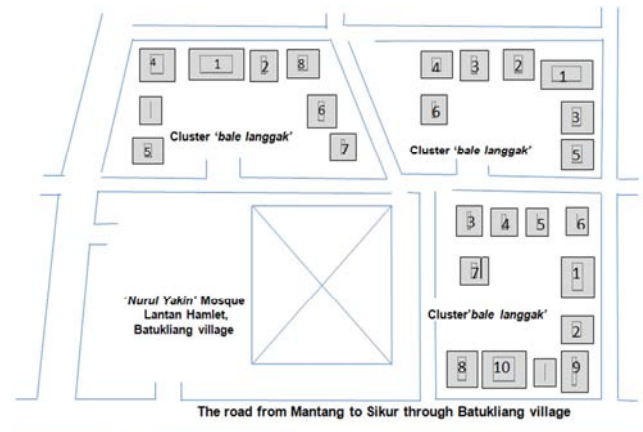 4 1 2 8
6
5
7
Cluster ‘bale langgak’
4 3 2 1
6 3
5
Cluster ‘bale langgak’
3 4 5 6
7 1
2
8 10 9
Cluster‘bale langgak’
‘Nurul Yakin’ Mosque
Lantan Hamlet,
Batukliang village
The road from Mantang to Sikur through Batukliang village